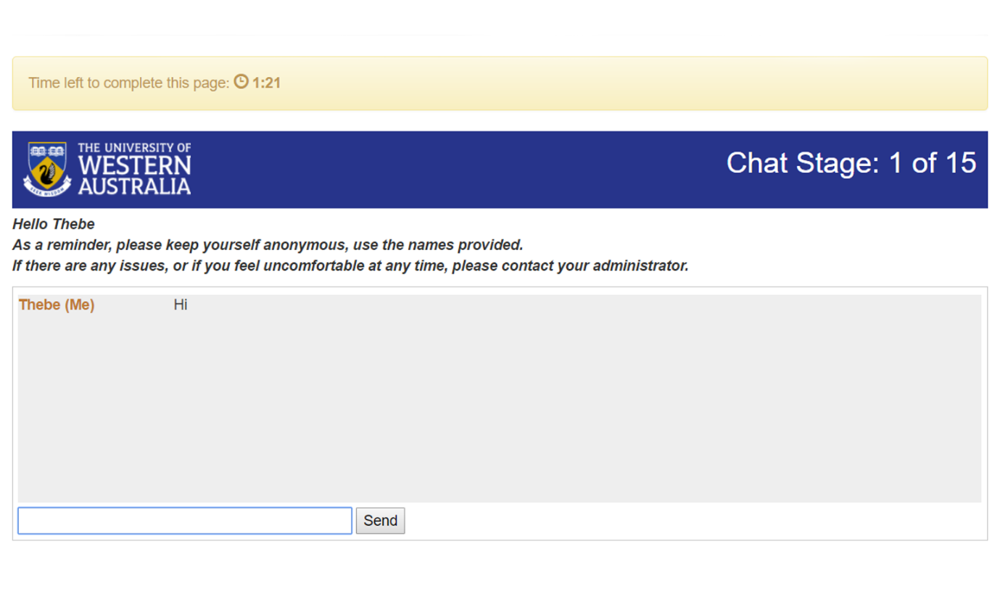 Time left to complete this page: 1:21
THE UNIVERSITY OF
WESTERN
AUSTRALIA
SEEK WISDOM
Chat Stage: 1 of 15
Hello Thebe
As a reminder, please keep yourself anonymous, use the names provided.
If there are any issues, or if you feel uncomfortable at any time, please contact your administrator.
Thebe (Me) Hi
Send